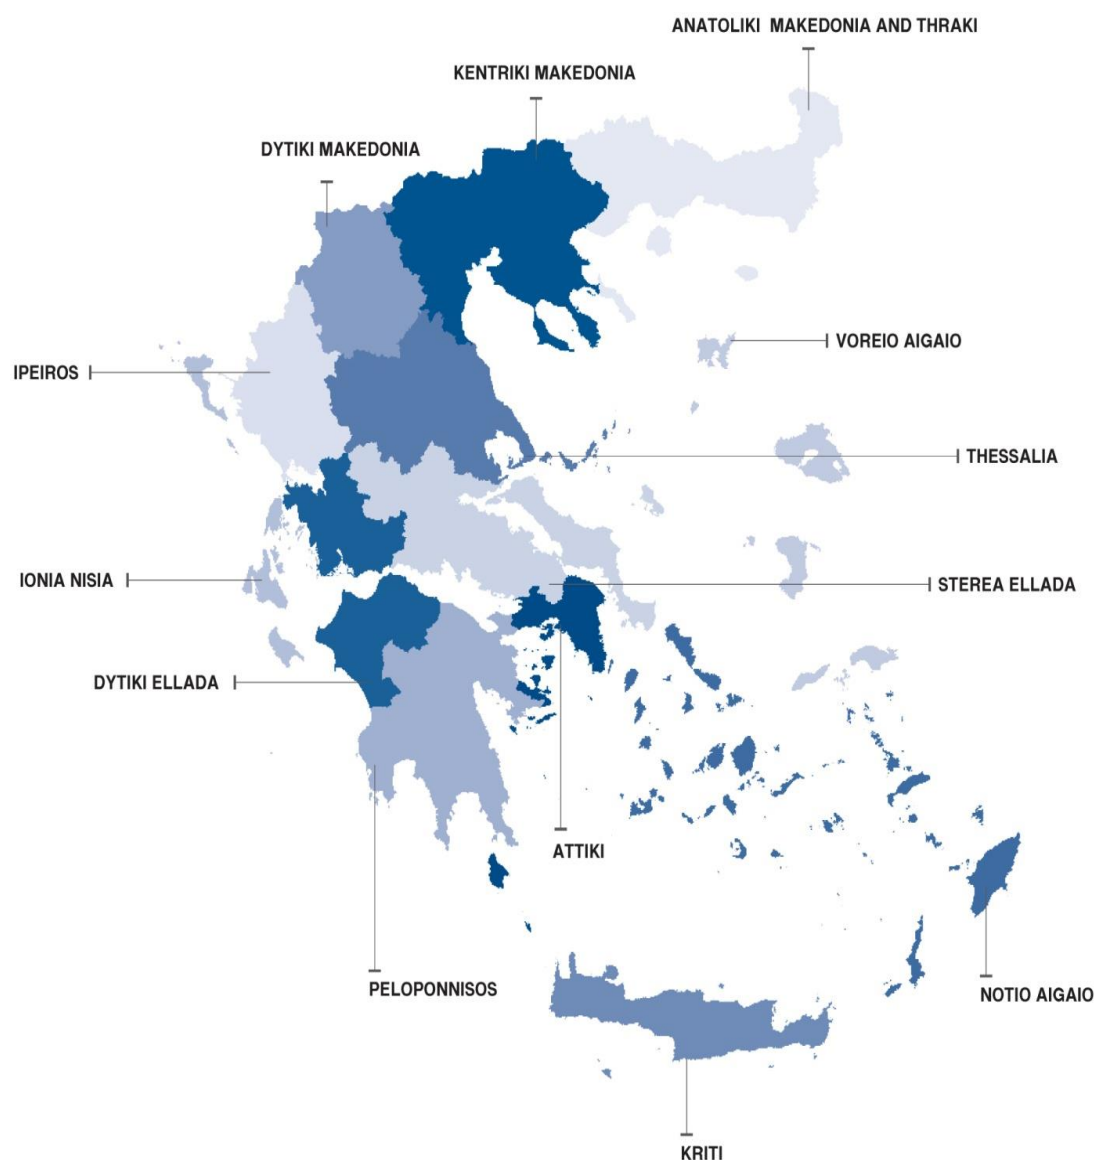 ANATOLIKI MAKEDONIA AND THRAKI
KENTRIKI MAKEDONIA
DYTIKI MAKEDONIA
VOREIO AIGAIO
IPEIROS
THESSALIA
IONIA NISIA
STEREA ELLADA
DYTIKI ELLADA
ATTIKI
PELOPONNISOS
NOTIO AIGAIO
KRITI